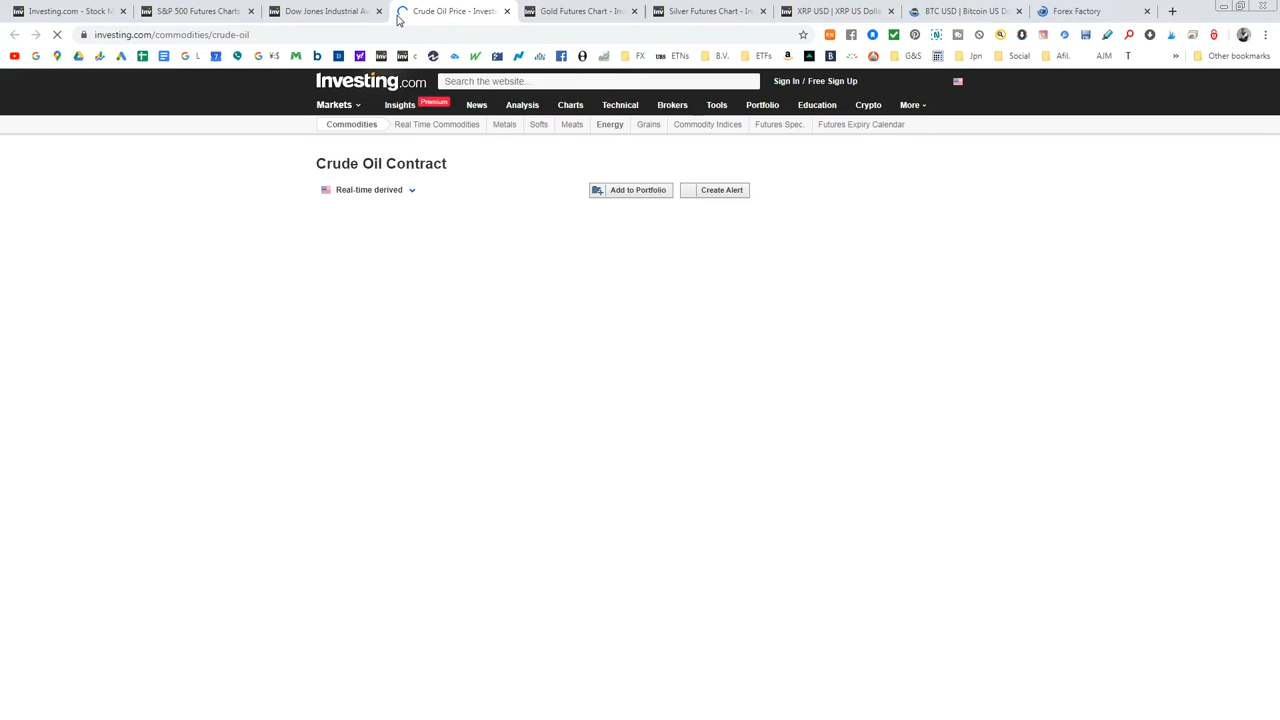 Investing.com - Stock M
S&P 500 Futures Charts
Dow Jones Industrial Av
Crude Oil Price - Invest
Gold Futures Chart - Inv
Silver Futures Chart - In
XRP USD | XRP US Dolla
BTC USD | Bitcoin US Do
Forex Factory
investing.com/commodities/crude-oil
G L
¥:$
c
FX
UBS ETNs
B.V.
ETFs
G&S
Jpn
Social
Afil.
AJM
T
Other bookmarks
Investing.com
Search the website...
Sign In / Free Sign Up
Markets
Insights
Premium
News
Analysis
Charts
Technical
Brokers
Tools
Portfolio
Education
Crypto
More
Commodities
Real Time Commodities
Metals
Softs
Meats
Energy
Grains
Commodity Indices
Futures Spec.
Futures Expiry Calendar
Crude Oil Contract
Real-time derived
Add to Portfolio
Create Alert